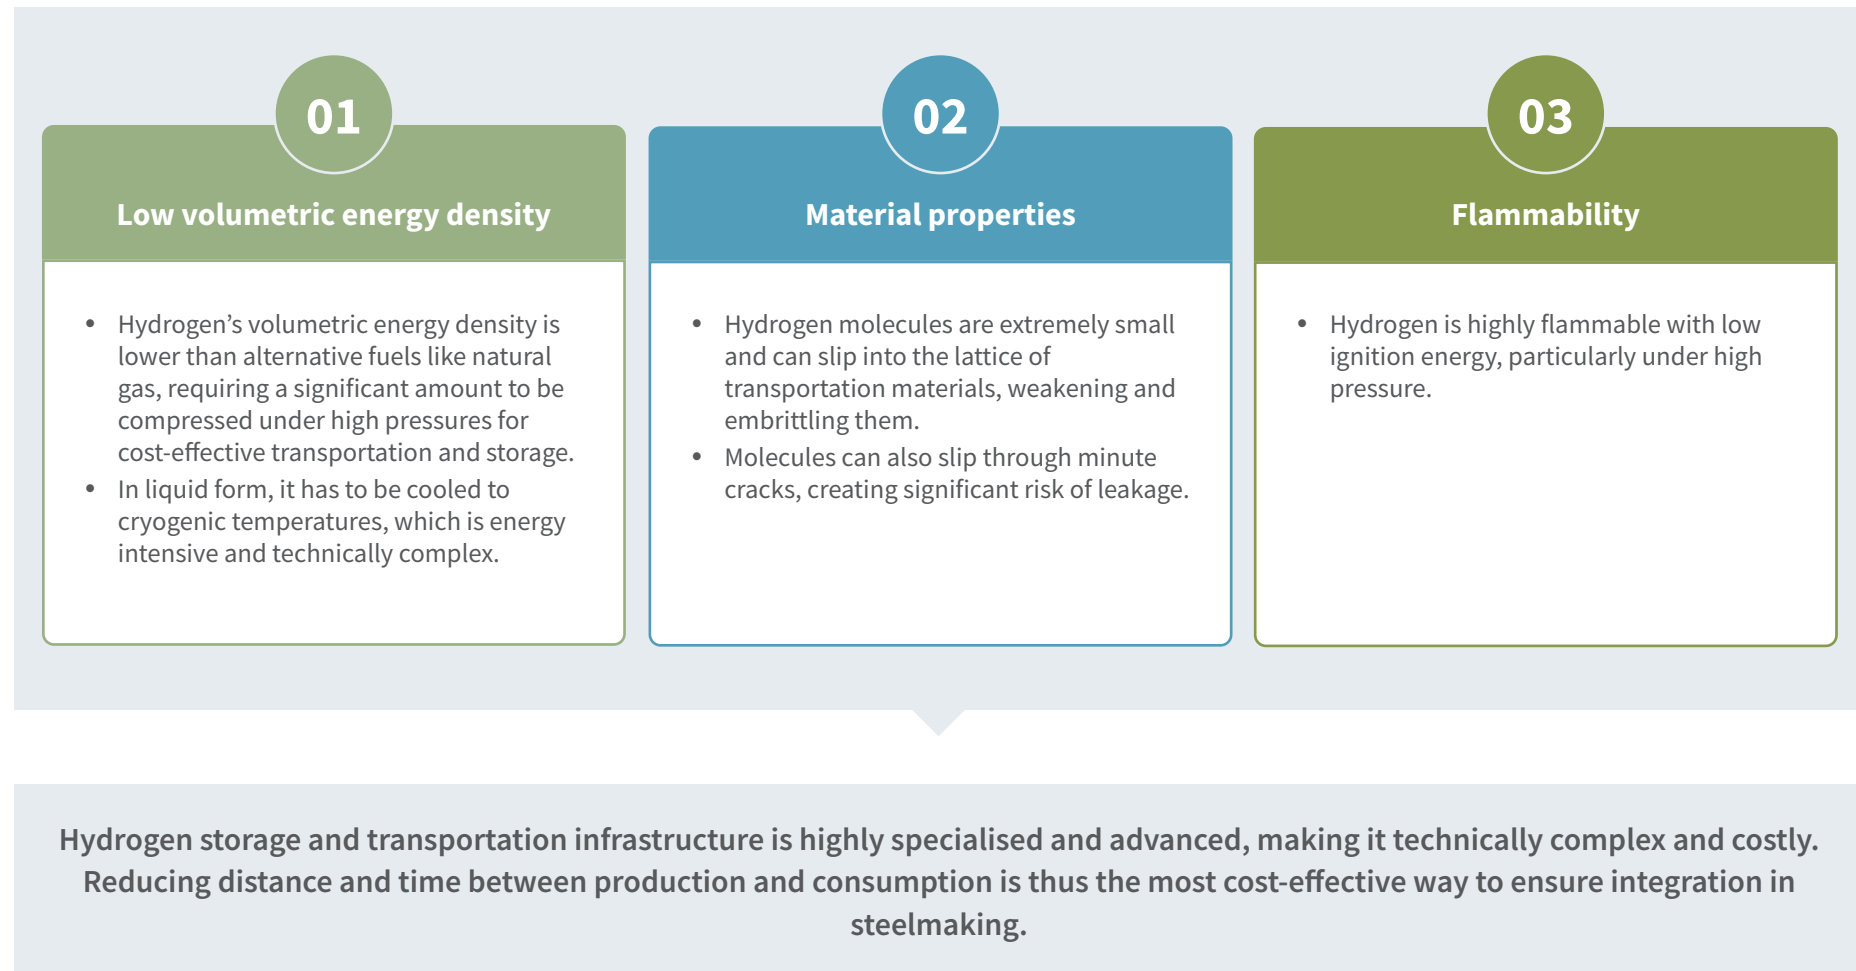 01
Low volumetric energy density
• Hydrogen’s volumetric energy density is
lower than alternative fuels like natural
gas, requiring a significant amount to be
compressed under high pressures for
cost-effective transportation and storage.
• In liquid form, it has to be cooled to
cryogenic temperatures, which is energy
intensive and technically complex.
02
Material properties
• Hydrogen molecules are extremely small
and can slip into the lattice of
transportation materials, weakening and
embrittling them.
• Molecules can also slip through minute
cracks, creating significant risk of leakage.
03
Flammability
• Hydrogen is highly flammable with low
ignition energy, particularly under high
pressure.
Hydrogen storage and transportation infrastructure is highly specialised and advanced, making it technically complex and costly.
Reducing distance and time between production and consumption is thus the most cost-effective way to ensure integration in
steelmaking.